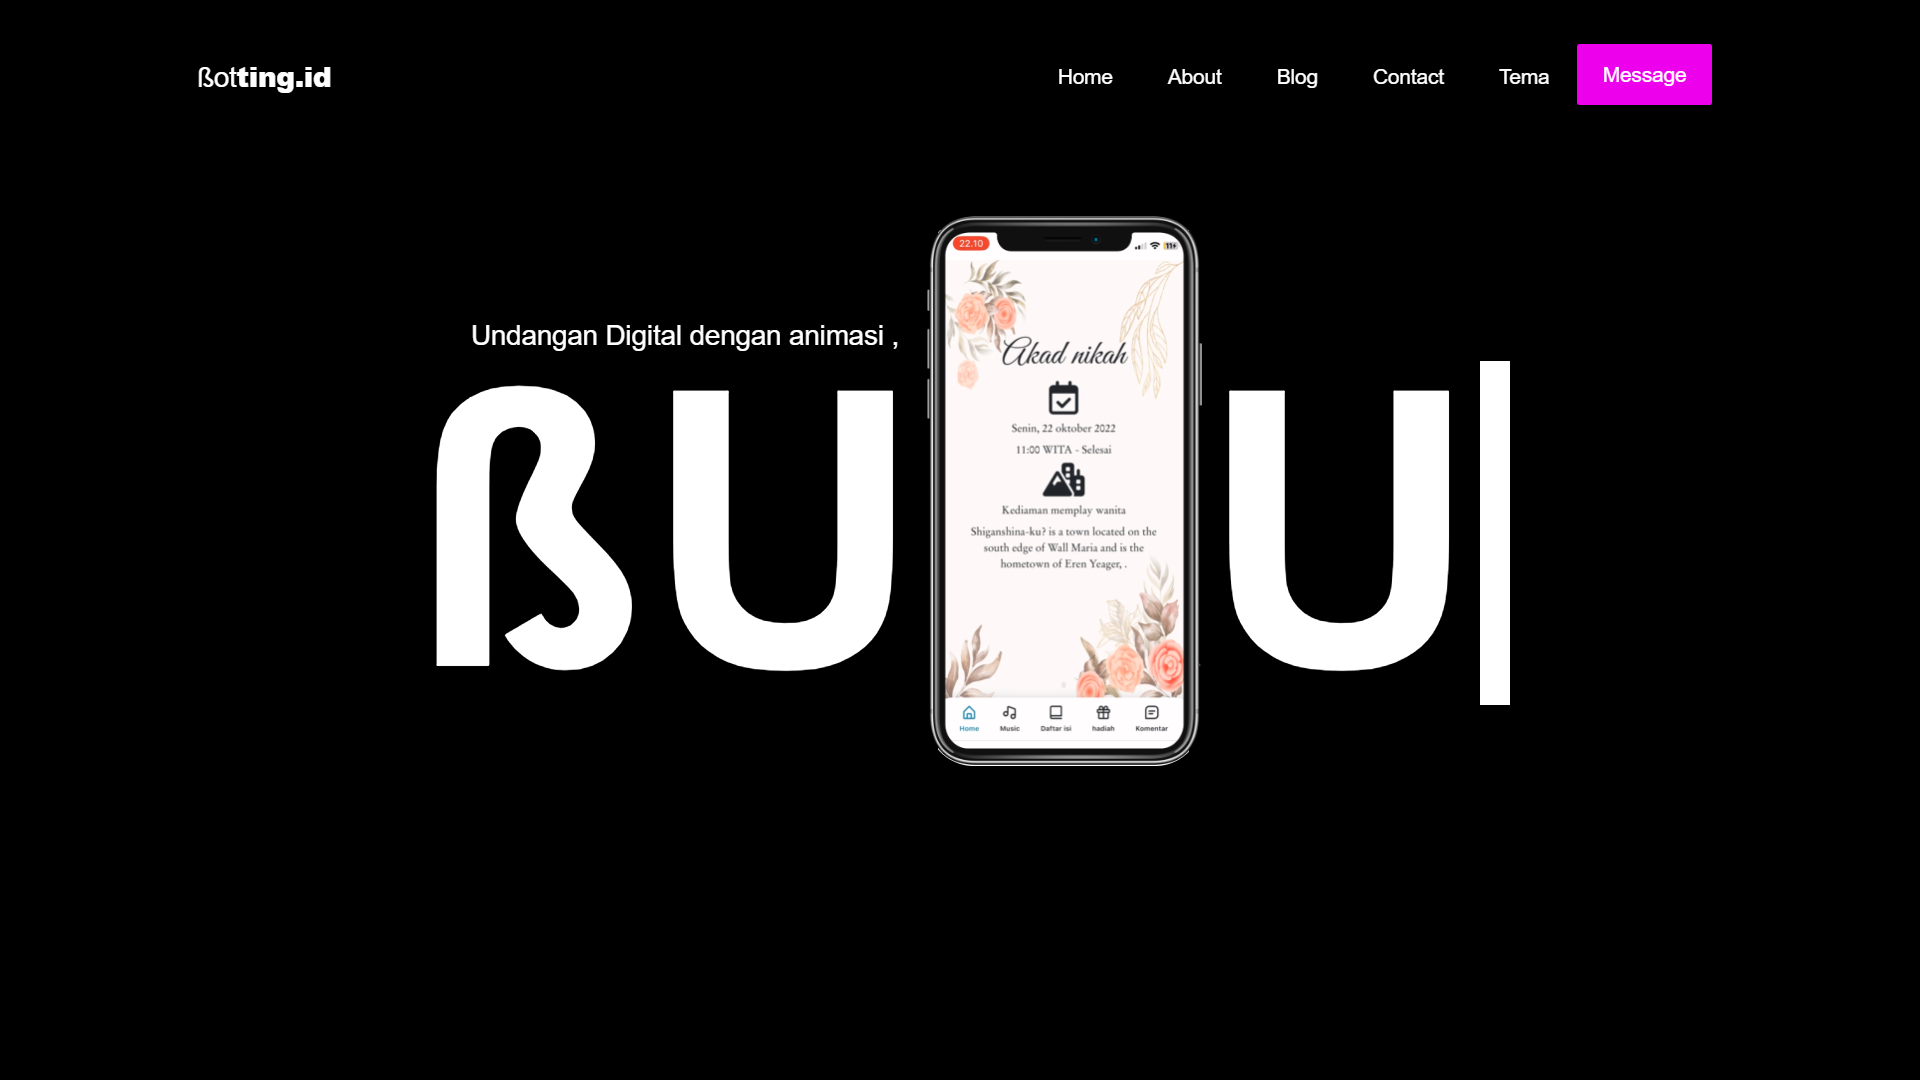 ßotting.id
Home
About
Blog
Contact
Tema
Message
Undangan Digital dengan animasi ,
ßU U
22.10
Akad nikah
Senin, 22 oktober 2022
11:00 WITA - Selesai
Kediaman memplay wanita
Shiganshina-ku? is a town located on the
south edge of Wall Maria and is the
hometown of Eren Yeager, .
Home
Music
Daftar isi
hadiah
Komentar